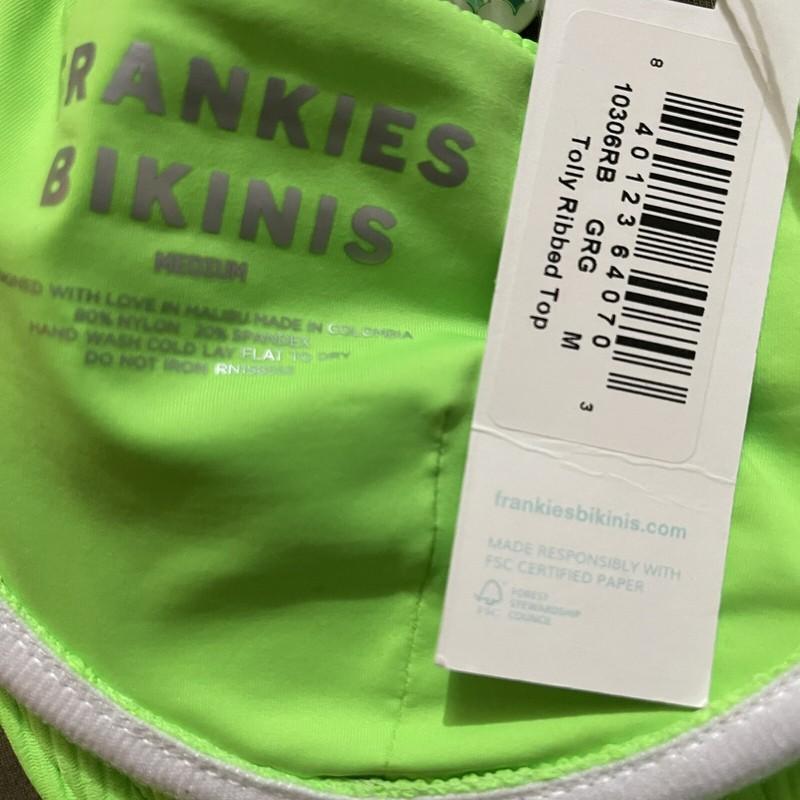 FRANKIES
BIKINIS
MEDIUM
WITH LOVE IN MALIBU MADE IN COLOMBIA
80% NYLON 20% SPANDEX
HAND WASH COLD LAY FLAT TO DRY
DO NOT IRON
8 40123 64070 3
10306RB GRG M
Tolly Ribbed Top
frankiesbikinis.com
MADE RESPONSIBLY WITH
FSC CERTIFIED PAPER
FSC
FOREST
STEWARDSHIP
COUNCIL